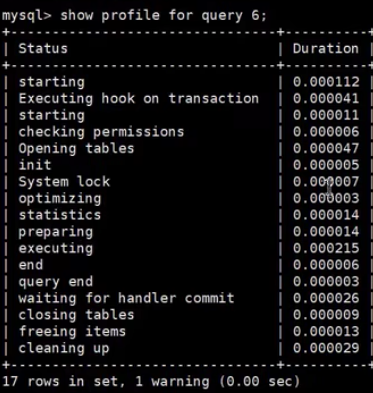 mysql> show profile for query 6;
+--------------------------------+----------+
| Status                         | Duration |
+--------------------------------+----------+
| starting                       | 0.000112 |
| Executing hook on transaction  | 0.000041 |
| starting                       | 0.000011 |
| checking permissions           | 0.000006 |
| Opening tables                 | 0.000047 |
| init                           | 0.000005 |
| System lock                    | 0.000007 |
| optimizing                     | 0.000003 |
| statistics                     | 0.000014 |
| preparing                      | 0.000014 |
| executing                      | 0.000215 |
| end                            | 0.000006 |
| query end                      | 0.000003 |
| waiting for handler commit     | 0.000026 |
| closing tables                 | 0.000009 |
| freeing items                  | 0.000013 |
| cleaning up                    | 0.000029 |
+--------------------------------+----------+
17 rows in set, 1 warning (0.00 sec)